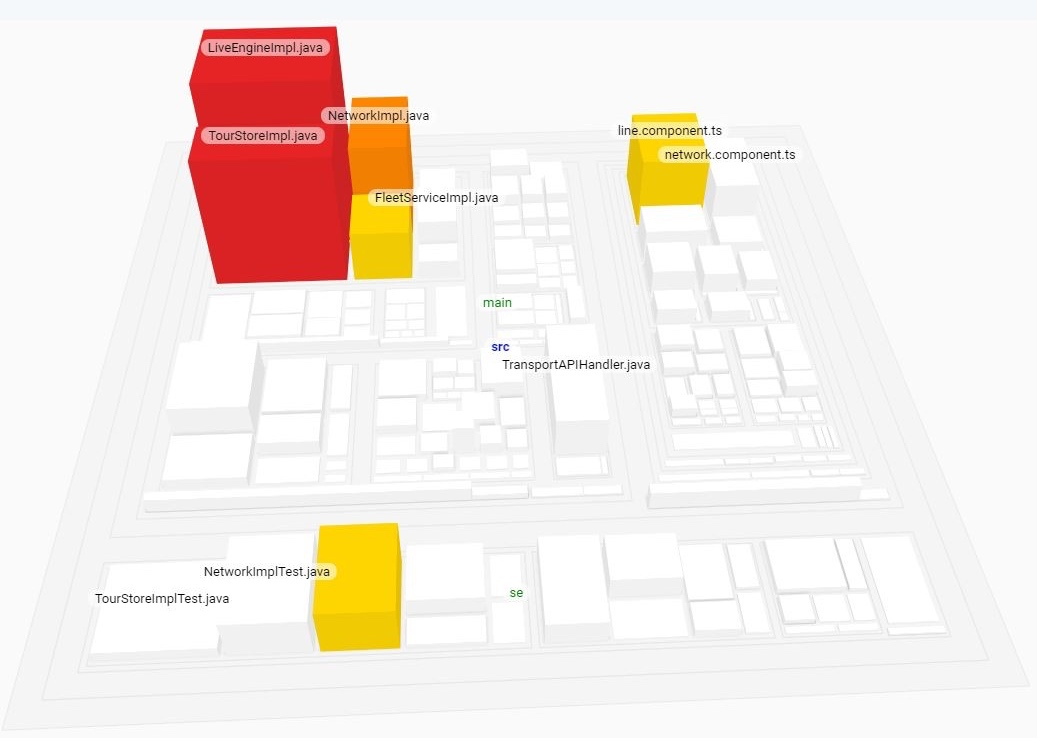 LiveEngineImpl.java
NetworkImpl.java
TourStoreImpl.java
line.component.ts
network.component.ts
FleetServiceImpl.java
main
src
TransportAPIHandler.java
NetworkImplTest.java
se
TourStoreImplTest.java